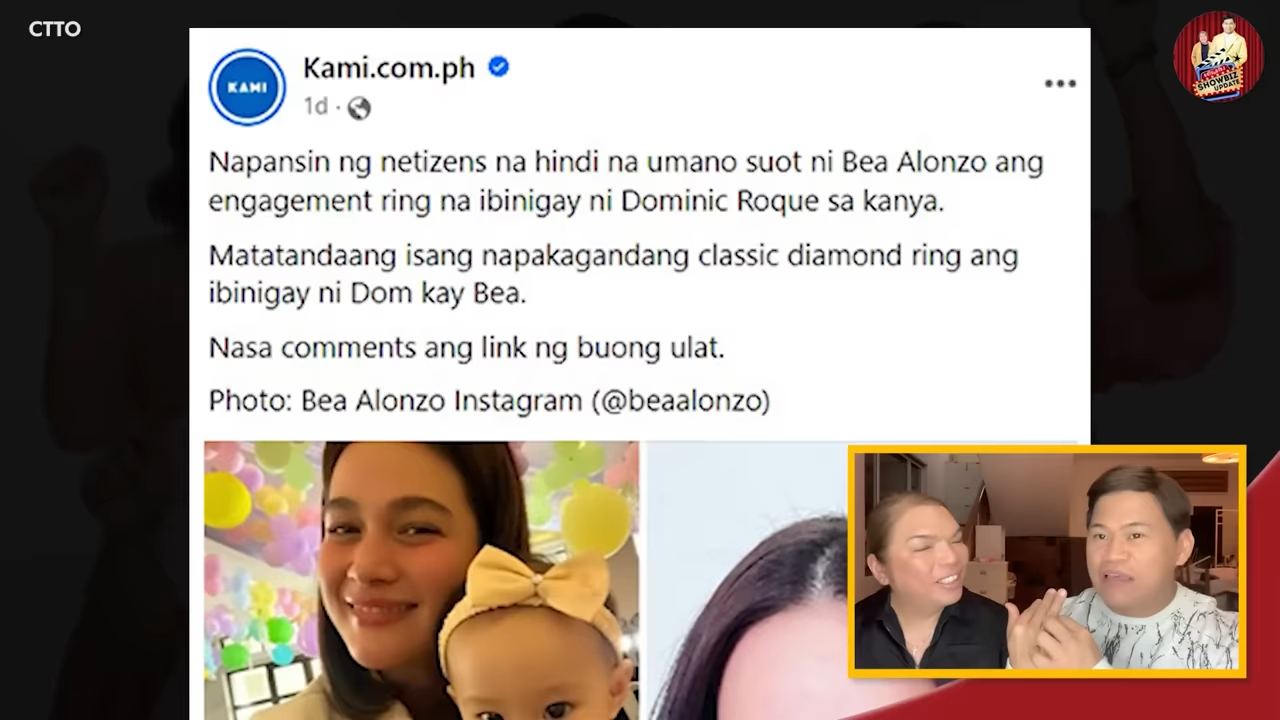 CTTO
KAMI
Kami.com.ph
1d ·
Napansin ng netizens na hindi na umano suot ni Bea Alonzo ang
engagement ring na ibinigay ni Dominic Roque sa kanya.
Matatandaang isang napakagandang classic diamond ring ang
ibinigay ni Dom kay Bea.
Nasa comments ang link ng buong ulat.
Photo: Bea Alonzo Instagram (@beaalonzo)
SHOWBIZ
UPDATE